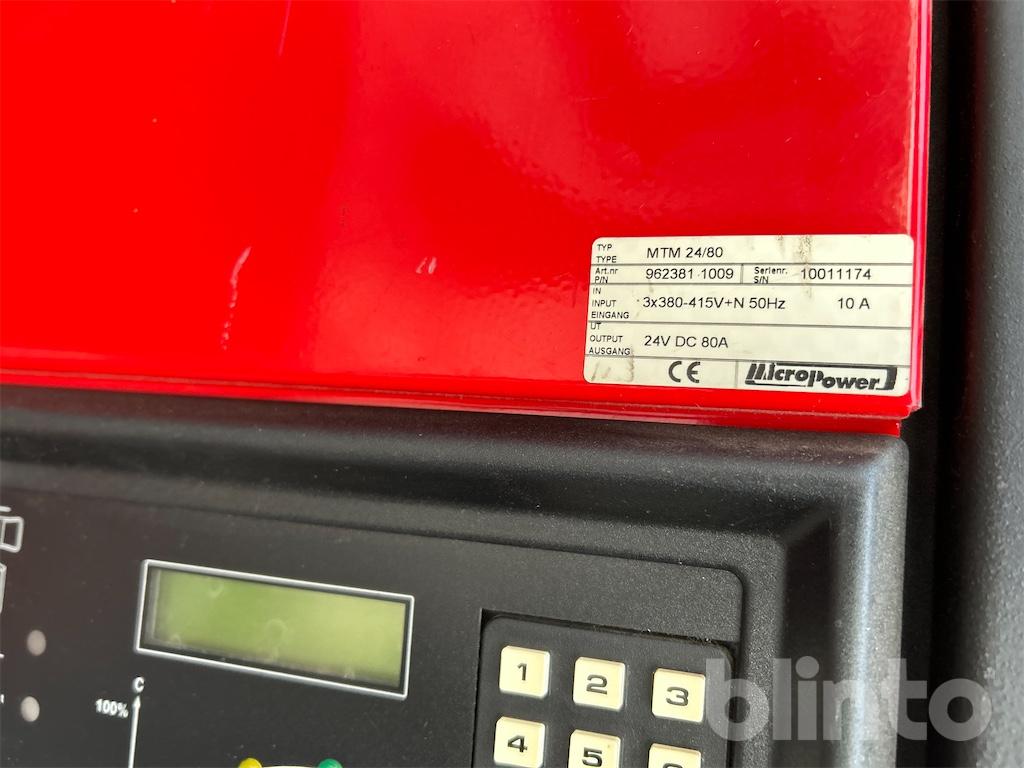 TYP
TYPE MTM 24/80
Art.nr
P/N 962381 1009 Serienr.
S/N 10011174
IN
INPUT 3x380-415V+N 50Hz 10 A
EINGANG
UT
OUTPUT 24V DC 80A
AUSGANG
CE MicroPower
C
100%
1 2 3
4 5
blinto